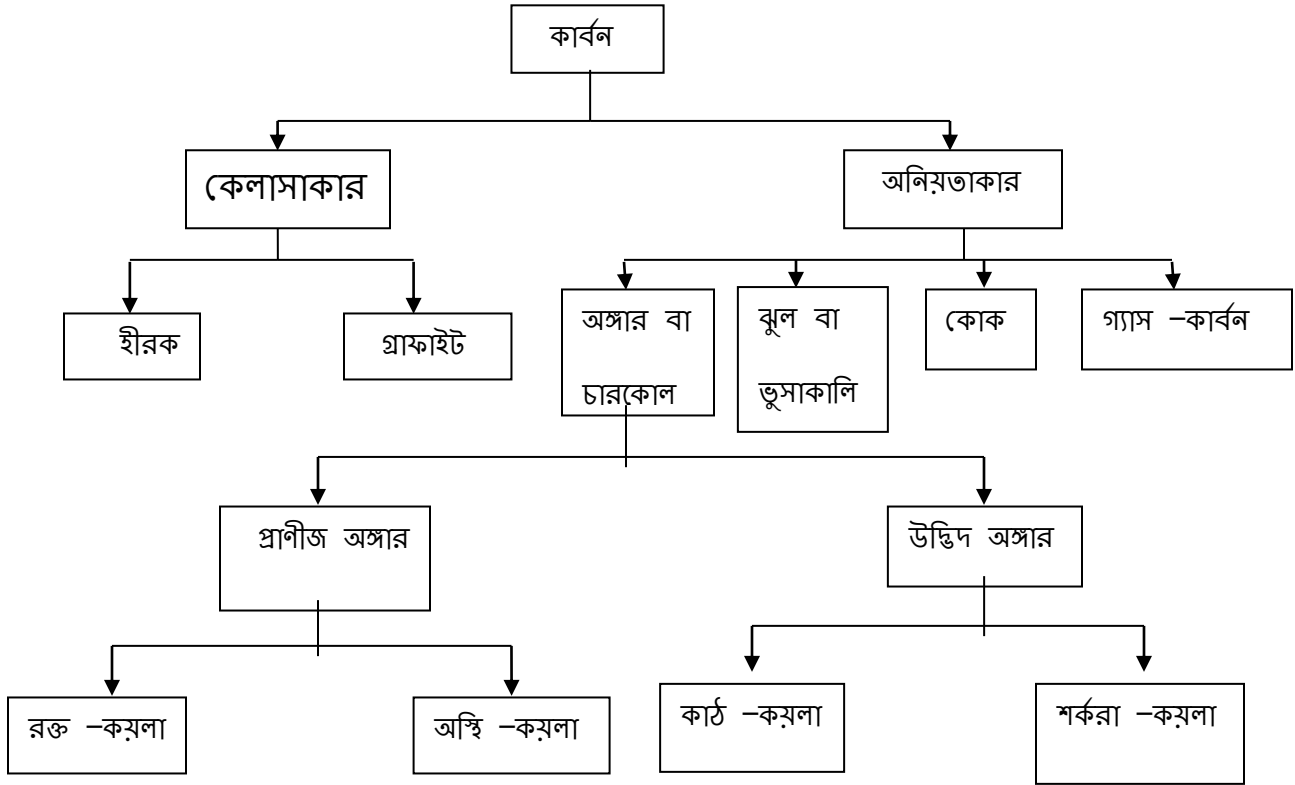 কার্বন
কেলাসাকার
অনিয়তাকার
হীরক
গ্রাফাইট
অঙ্গার বা
চারকোল
ঝুল বা
ভুসাকালি
কোক
গ্যাস –কার্বন
প্রাণীজ অঙ্গার
উদ্ভিদ অঙ্গার
রক্ত –কয়লা
অস্থি –কয়লা
কাঠ –কয়লা
শর্করা –কয়লা